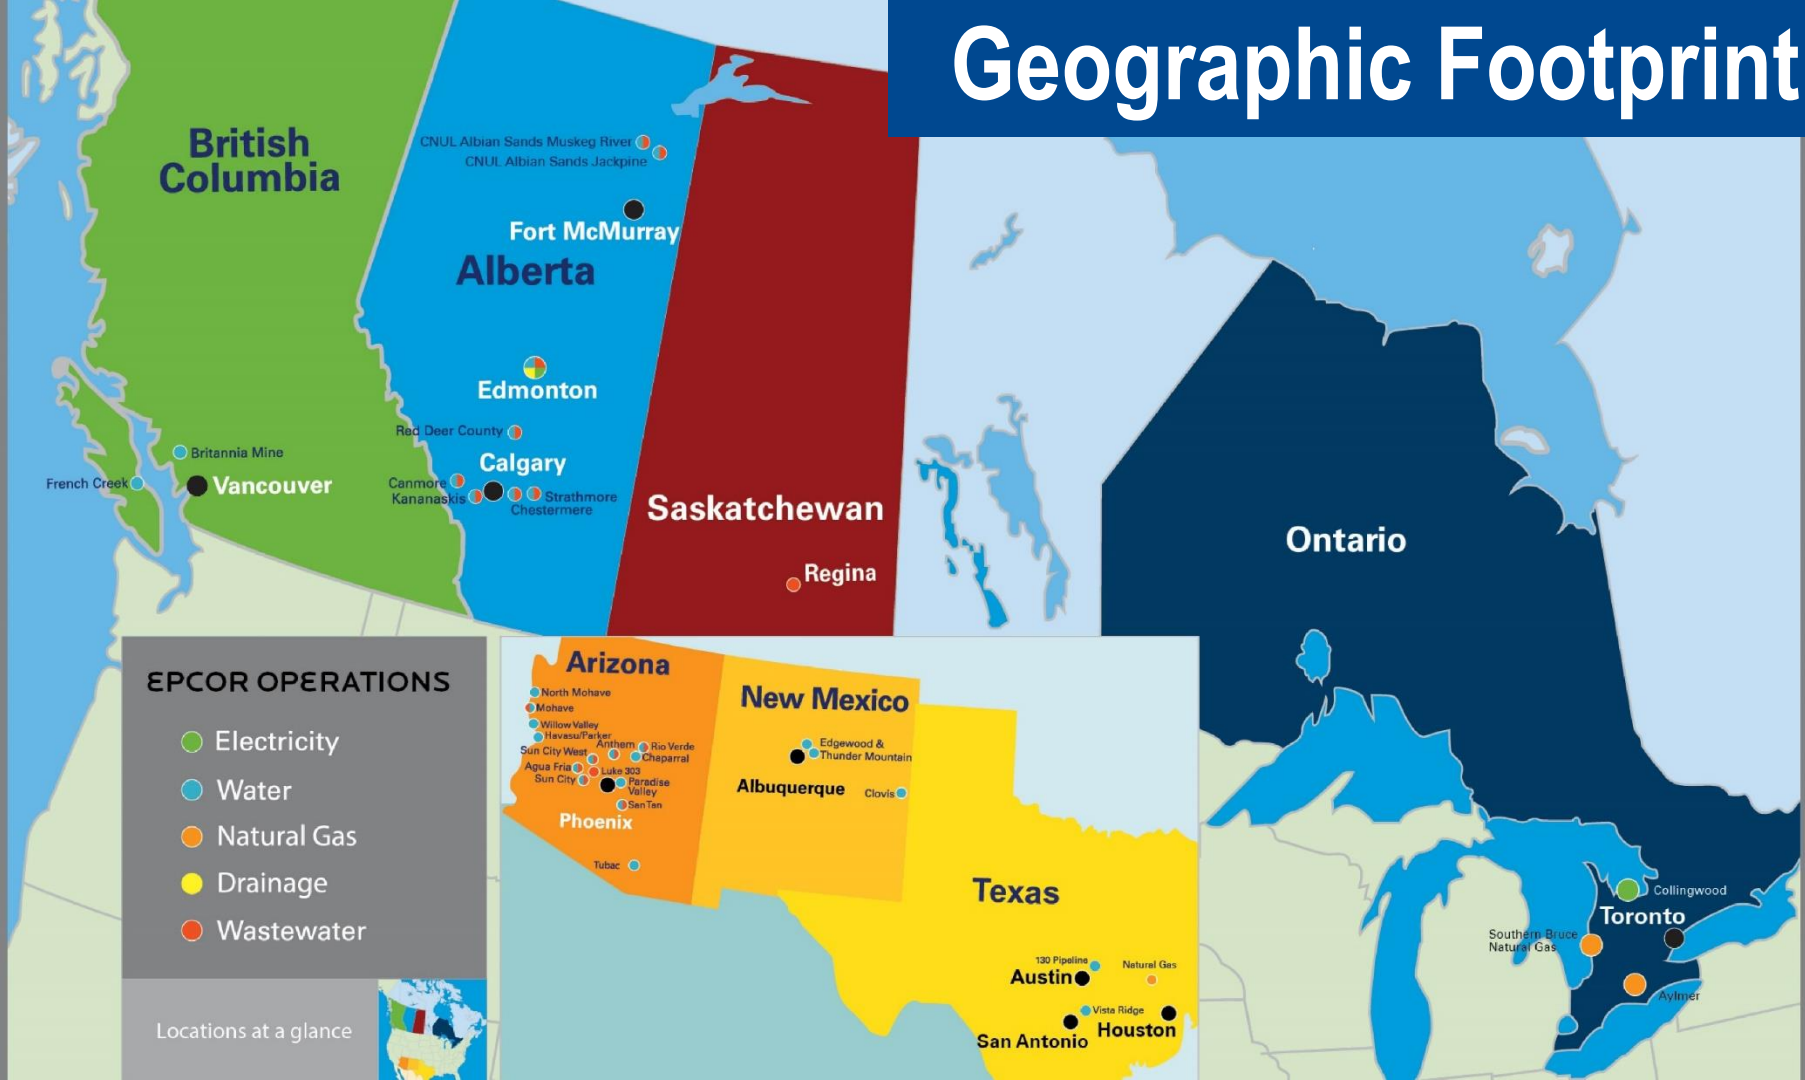 Geographic Footprint
British
Columbia
CNUL Albian Sands Muskeg River
CNUL Albian Sands Jackpine
Fort McMurray
Alberta
Edmonton
Red Deer County
Britannia Mine
French Creek
Vancouver
Calgary
Canmore
Kananaskis
Strathmore
Chestermere
Saskatchewan
Regina
Ontario
EPCOR OPERATIONS
Electricity
Water
Natural Gas
Drainage
Wastewater
Locations at a glance
Arizona
North Mohave
Mohave
Willow Valley
Havasu/Parker
Anthem
Rio Verde
Sun City West
Chaparral
Agua Fria
Luke 303
Sun City
Paradise
Valley
San Tan
Phoenix
Tubac
New Mexico
Edgewood &
Thunder Mountain
Albuquerque
Clovis
Texas
130 Pipeline
Natural Gas
Austin
Vista Ridge
Houston
San Antonio
Collingwood
Toronto
Southern Bruce
Natural Gas
Aylmer